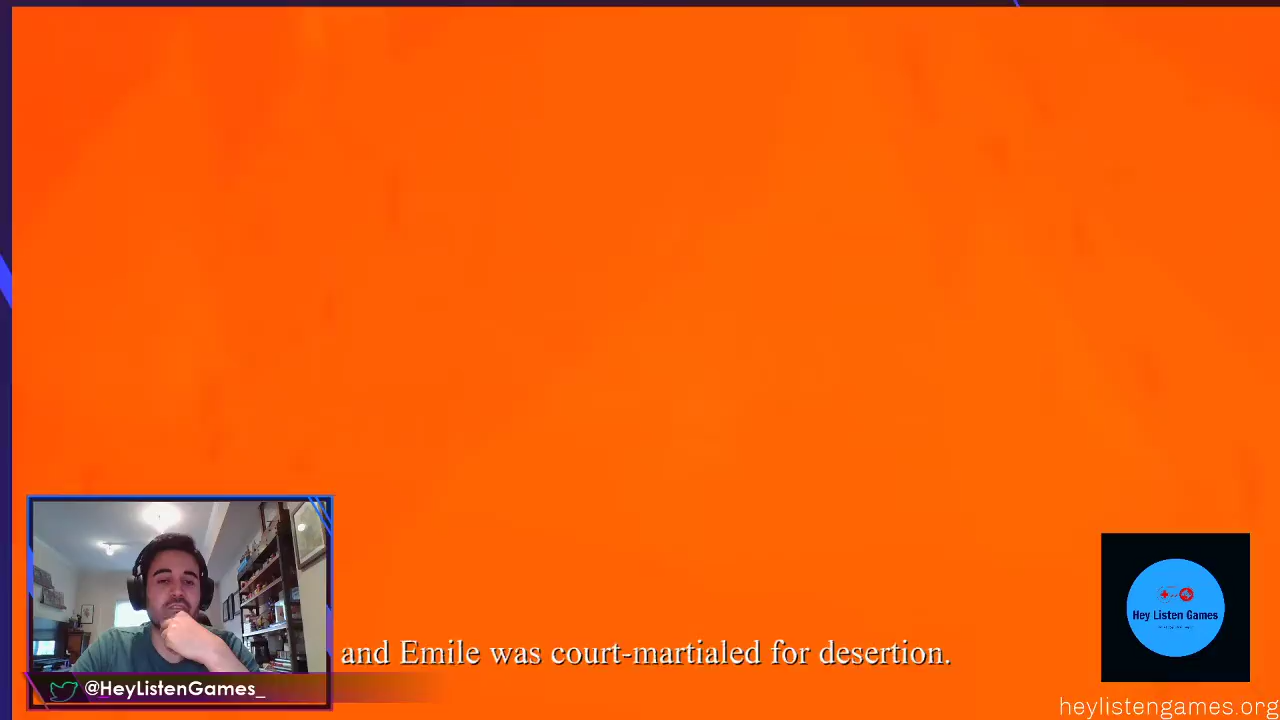 and Emile was court-martialed for desertion.
Hey Listen Games
@HeyListenGames_
heylistengames.org